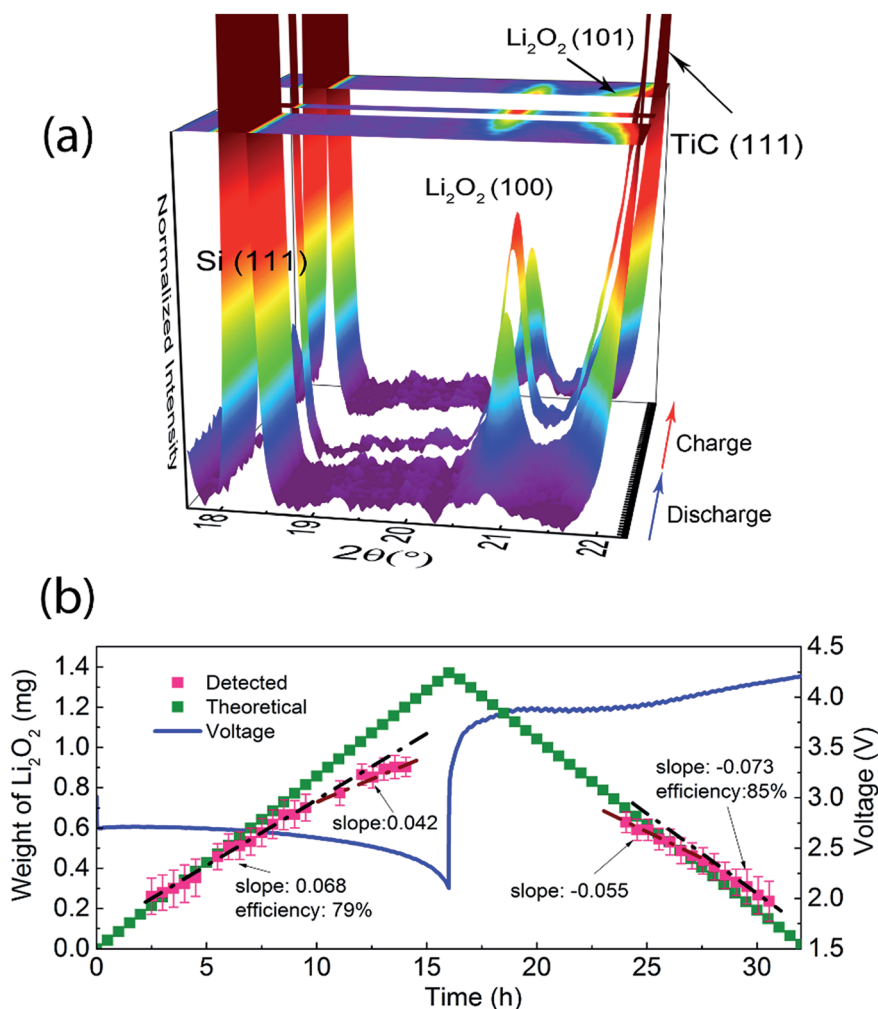 (a)
Li₂O₂ (101)
TiC (111)
Li₂O₂ (100)
Si (111)
Normalized Intensity
18
19
20
21
22
2θ(°)
Charge
Discharge
(b)
Weight of Li₂O₂ (mg)
1.4
1.2
1.0
0.8
0.6
0.4
0.2
0.0
Detected
Theoretical
Voltage
slope:0.042
slope: 0.068
efficiency: 79%
slope: -0.073
efficiency:85%
slope: -0.055
4.5
4.0
3.5
3.0
2.5
2.0
1.5
Voltage (V)
0
5
10
15
20
25
30
Time (h)